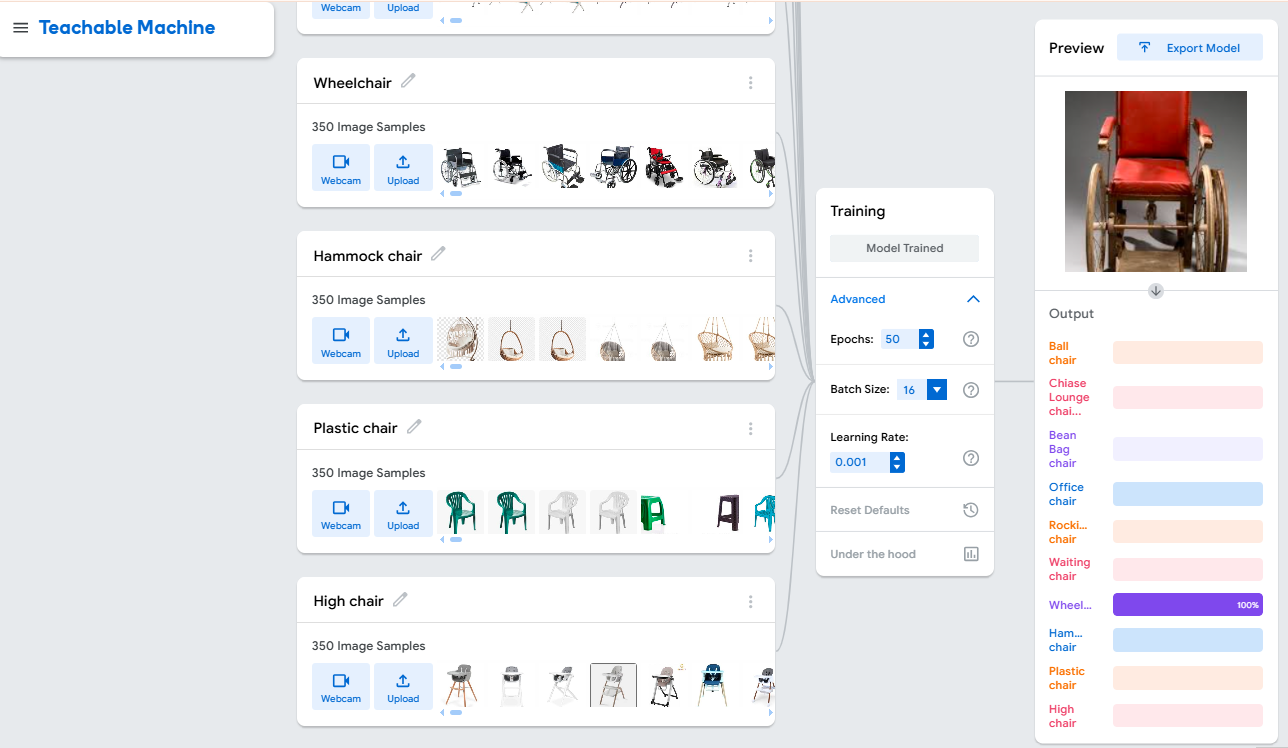 Teachable Machine
Webcam
Upload
Wheelchair
350 Image Samples
Webcam
Upload
Hammock chair
350 Image Samples
Webcam
Upload
Plastic chair
350 Image Samples
Webcam
Upload
High chair
350 Image Samples
Webcam
Upload
Training
Model Trained
Advanced
Epochs: 50
Batch Size: 16
Learning Rate:
0.001
Reset Defaults
Under the hood
Preview
Export Model
Output
Ball
chair
Chiase
Lounge
chai...
Bean
Bag
chair
Office
chair
Rocki...
chair
Waiting
chair
Wheel... 100%
Ham...
chair
Plastic
chair
High
chair